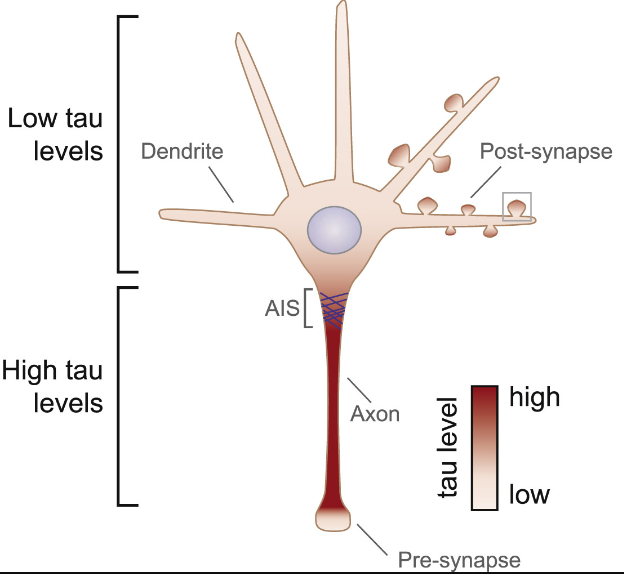 Low tau
levels
Dendrite
Post-synapse
AIS
High tau
levels
Axon
tau level
high
low
Pre-synapse